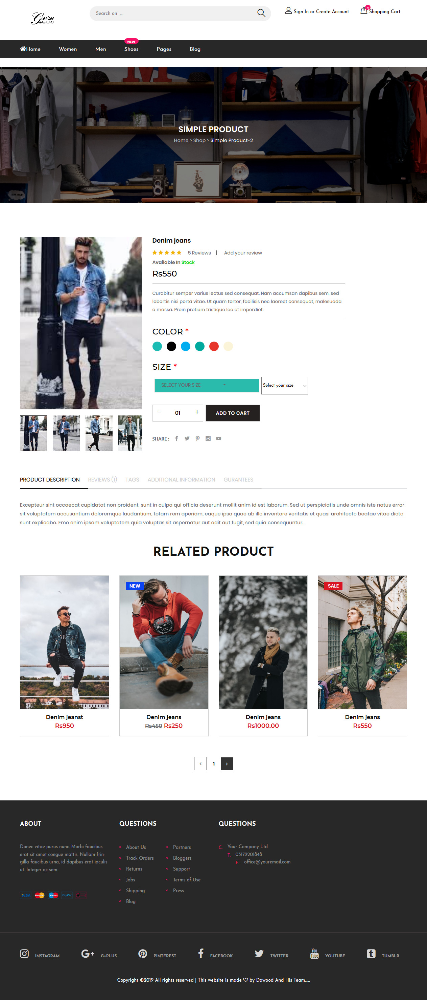 Gracious
Garments
Search on ....
Sign In or Create Account
3
Shopping Cart
NEW
Home
Women
Men
Shoes
Pages
Blog
SIMPLE PRODUCT
Home > Shop > Simple Product-2
Denim jeans
5 Reviews | Add your review
Available In Stock
Rs550
Curabitur semper varius lectus sed consequat. Nam accumsan dapibus sem, sed
lobortis nisi porta vitae. Ut quam tortor, facilisis nec laoreet consequat, malesuada
a massa. Proin pretium tristique leo et imperdiet.
COLOR *
SIZE *
SELECT YOUR SIZE
Select your size
− 01 +
ADD TO CART
SHARE :
PRODUCT DESCRIPTION
REVIEWS (1)
TAGS
ADDITIONAL INFORMATION
GURANTEES
Excepteur sint occaecat cupidatat non proident, sunt in culpa qui officia deserunt mollit anim id est laborum. Sed ut perspiciatis unde omnis iste natus error
sit voluptatem accusantium doloremque laudantium, totam rem aperiam, eaque ipsa quae ab illo inventore veritatis et quasi architecto beatae vitae dicta
sunt explicabo. Emo enim ipsam voluptatem quia voluptas sit aspernatur aut odit aut fugit, sed quia consequuntur.
RELATED PRODUCT
NEW
SALE
Denim jeanst
Rs950
Denim jeans
Rs450 Rs250
Denim jeans
Rs1000.00
Denim jeans
Rs550
< 1 >
ABOUT
Donec vitae purus nunc. Morbi faucibus
erat sit amet congue mattis. Nullam frin-
gilla faucibus urna, id dapibus erat iaculis
ut. Integer ac sem.
VISA
MasterCard
Maestro
PayPal
QUESTIONS
About Us
Track Orders
Returns
Jobs
Shipping
Blog
Partners
Bloggers
Support
Terms of Use
Press
QUESTIONS
C. Your Company Ltd
T. 03172201848
E. office@youremail.com
INSTAGRAM
G+ G+PLUS
PINTEREST
FACEBOOK
TWITTER
You
Tube
YOUTUBE
TUMBLR
Copyright ©2019 All rights reserved | This website is made ♡ by Dawood And His Team......